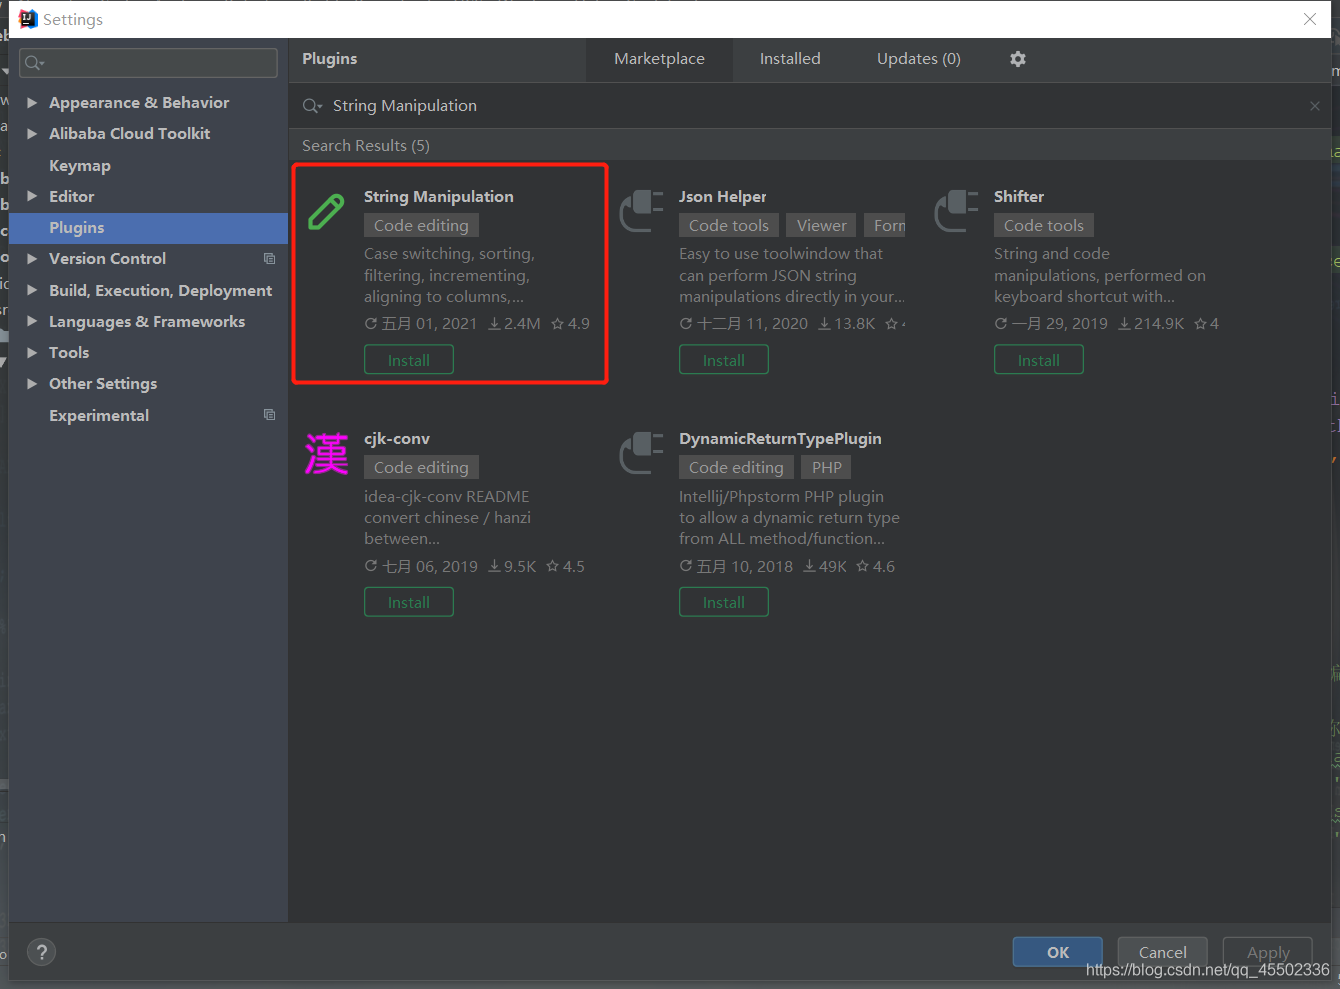 Settings
Plugins
Marketplace
Installed
Updates (0)
Appearance & Behavior
Alibaba Cloud Toolkit
Keymap
Editor
Plugins
Version Control
Build, Execution, Deployment
Languages & Frameworks
Tools
Other Settings
Experimental
String Manipulation
Search Results (5)
String Manipulation
Code editing
Case switching, sorting,
filtering, incrementing,
aligning to columns,...
五月 01, 2021 2.4M 4.9
Install
Json Helper
Code tools Viewer Forn
Easy to use toolwindow that
can perform JSON string
manipulations directly in your...
十二月 11, 2020 13.8K
Install
Shifter
Code tools
String and code
manipulations, performed on
keyboard shortcut with...
一月 29, 2019 214.9K 4
Install
漢
cjk-conv
Code editing
idea-cjk-conv README
convert chinese / hanzi
between...
七月 06, 2019 9.5K 4.5
Install
DynamicReturnTypePlugin
Code editing PHP
Intellij/Phpstorm PHP plugin
to allow a dynamic return type
from ALL method/function...
五月 10, 2018 49K 4.6
Install
?
OK
Cancel
Apply
https://blog.csdn.net/qq_45502336